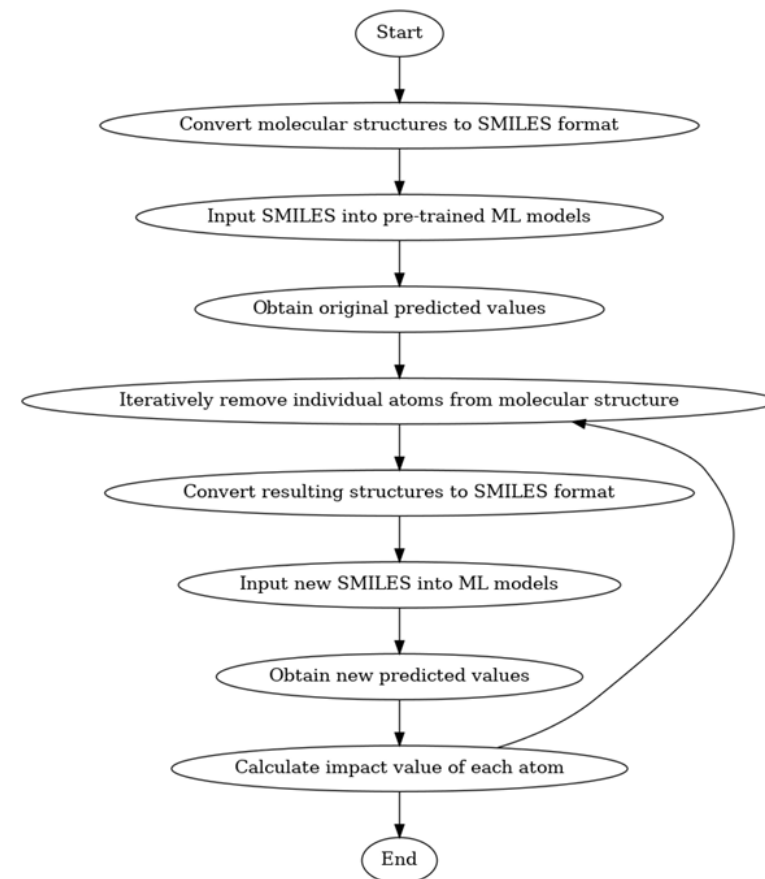 Start
Convert molecular structures to SMILES format
Input SMILES into pre-trained ML models
Obtain original predicted values
Iteratively remove individual atoms from molecular structure
Convert resulting structures to SMILES format
Input new SMILES into ML models
Obtain new predicted values
Calculate impact value of each atom
End